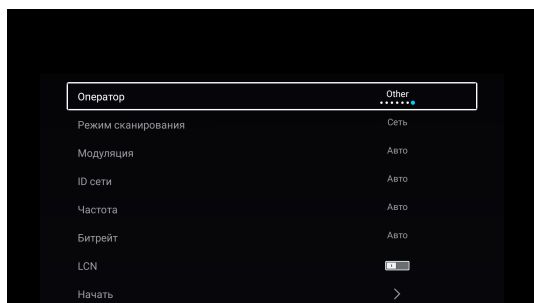 Оператор Other
Режим сканирования Сеть
Модуляция Авто
ID сети Авто
Частота Авто
Битрейт Авто
LCN
Начать